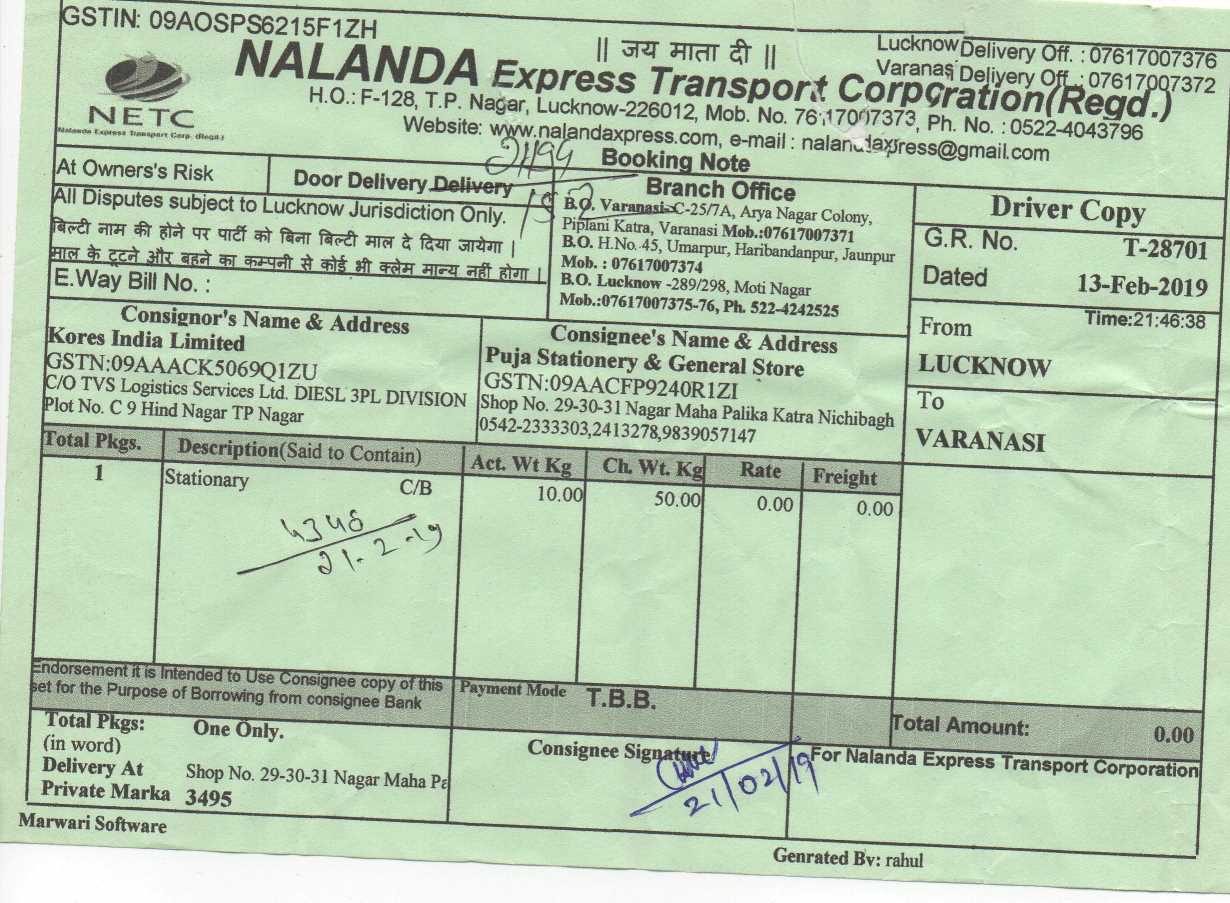 GSTIN: 09AOSPS6215F1ZH
|| जय माता दी ||
Lucknow Delivery Off. : 07617007376
Varanasi Delivery Off. : 07617007372
NETC
Nalanda Express Transport Corp. (Regd.)
NALANDA Express Transport Corporation(Regd.)
H.O.: F-128, T.P. Nagar, Lucknow-226012, Mob. No. 7617007373, Ph. No. : 0522-4043796
Website: www.nalandaxpress.com, e-mail : nalandaxpress@gmail.com
Booking Note
At Owners's Risk
Door Delivery Delivery
All Disputes subject to Lucknow Jurisdiction Only.
बिल्टी नाम की होने पर पार्टी को बिना बिल्टी माल दे दिया जायेगा |
माल के टूटने और बहने का कम्पनी से कोई भी क्लेम मान्य नहीं होगा |
E.Way Bill No. :
Branch Office
B.O. Varanasi- C-25/7A, Arya Nagar Colony,
Piplani Katra, Varanasi Mob.:07617007371
B.O. H.No. 45, Umarpur, Haribandanpur, Jaunpur
Mob. : 07617007374
B.O. Lucknow -289/298, Moti Nagar
Mob.:07617007375-76, Ph. 522-4242525
Driver Copy
G.R. No. T-28701
Dated 13-Feb-2019
Time:21:46:38
From
LUCKNOW
To
VARANASI
Consignor's Name & Address
Kores India Limited
GSTN:09AAACK5069Q1ZU
C/O TVS Logistics Services Ltd. DIESL 3PL DIVISION
Plot No. C 9 Hind Nagar TP Nagar
Consignee's Name & Address
Puja Stationery & General Store
GSTN:09AACFP9240R1ZI
Shop No. 29-30-31 Nagar Maha Palika Katra Nichibagh
0542-2333303,2413278,9839057147
Total Pkgs. Description(Said to Contain) Act. Wt Kg Ch. Wt. Kg Rate Freight
1 Stationary C/B 10.00 50.00 0.00 0.00
4348
21-2-19
Endorsement it is Intended to Use Consignee copy of this
set for the Purpose of Borrowing from consignee Bank
Payment Mode T.B.B.
Total Amount: 0.00
Total Pkgs: One Only.
(in word)
Delivery At Shop No. 29-30-31 Nagar Maha Pa
Private Marka 3495
Consignee Signature
21/02/19
For Nalanda Express Transport Corporation
Marwari Software
Genrated By: rahul